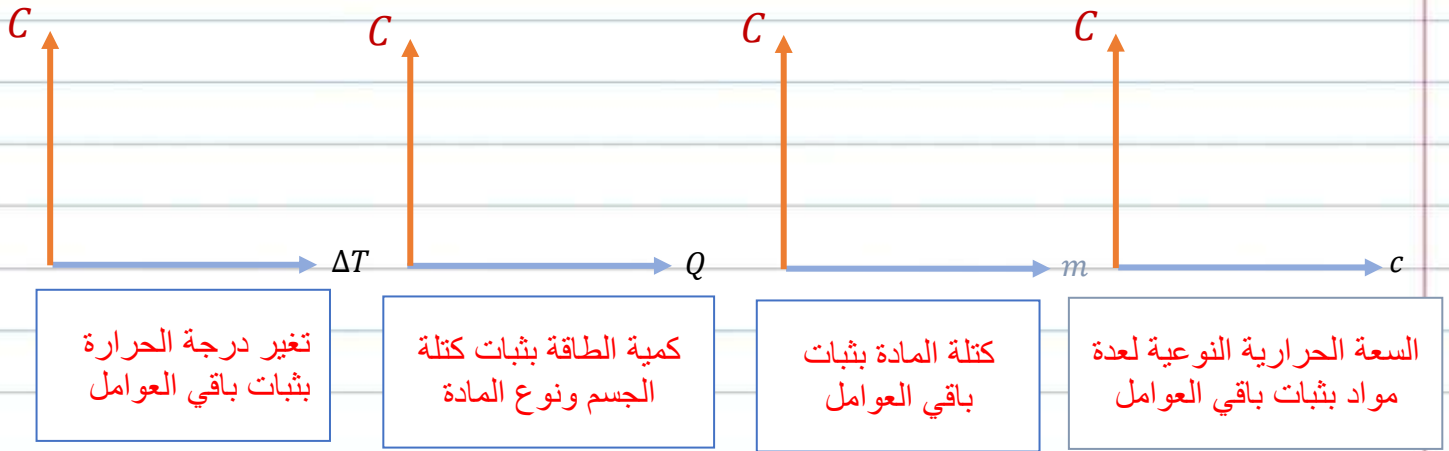 C
C
C
C
ΔT
Q
m
c
تغير درجة الحرارة
بثبات باقي العوامل
كمية الطاقة بثبات كتلة
الجسم ونوع المادة
كتلة المادة بثبات
باقي العوامل
السعة الحرارية النوعية لعدة
مواد بثبات باقي العوامل